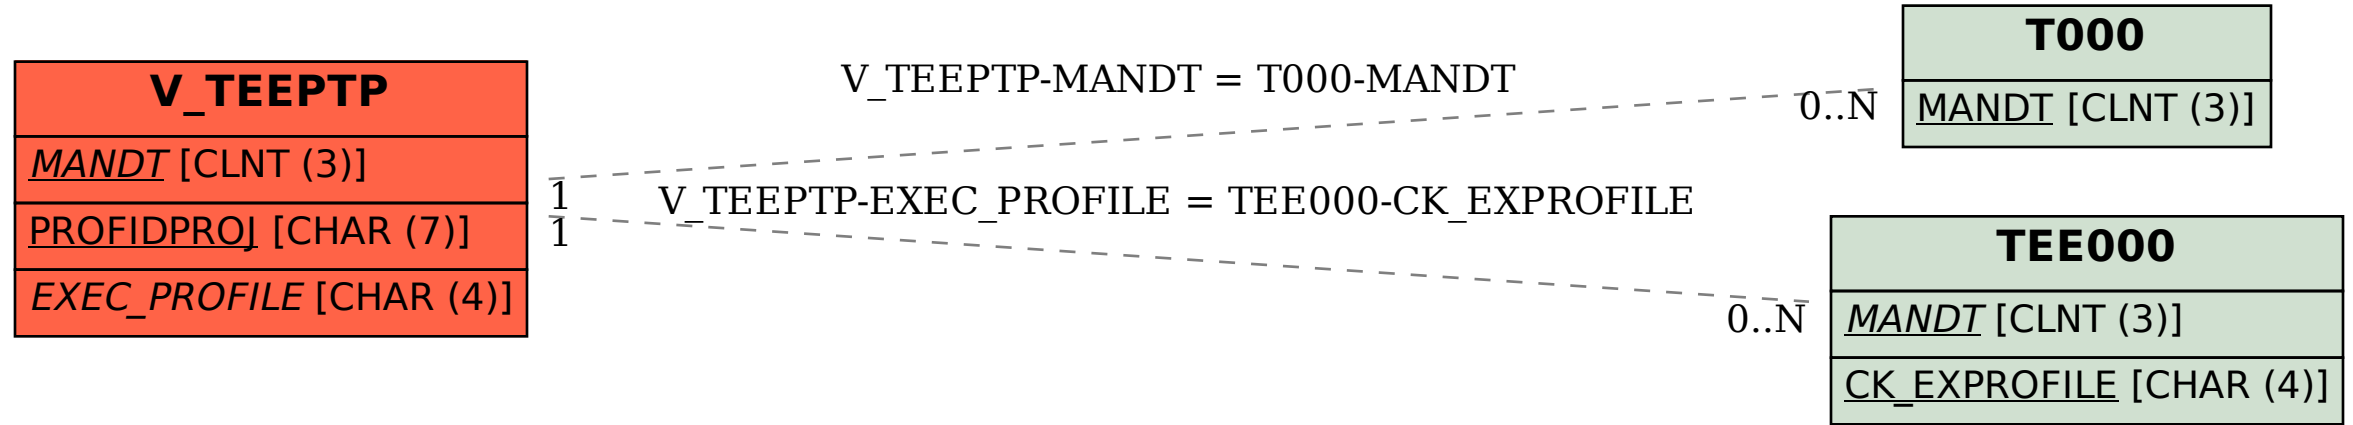 V_TEEPTP
MANDT [CLNT (3)]
PROFIDPROJ [CHAR (7)]
EXEC_PROFILE [CHAR (4)]
V_TEEPTP-MANDT = T000-MANDT
1
0..N
V_TEEPTP-EXEC_PROFILE = TEE000-CK_EXPROFILE
1
0..N
T000
MANDT [CLNT (3)]
TEE000
MANDT [CLNT (3)]
CK_EXPROFILE [CHAR (4)]